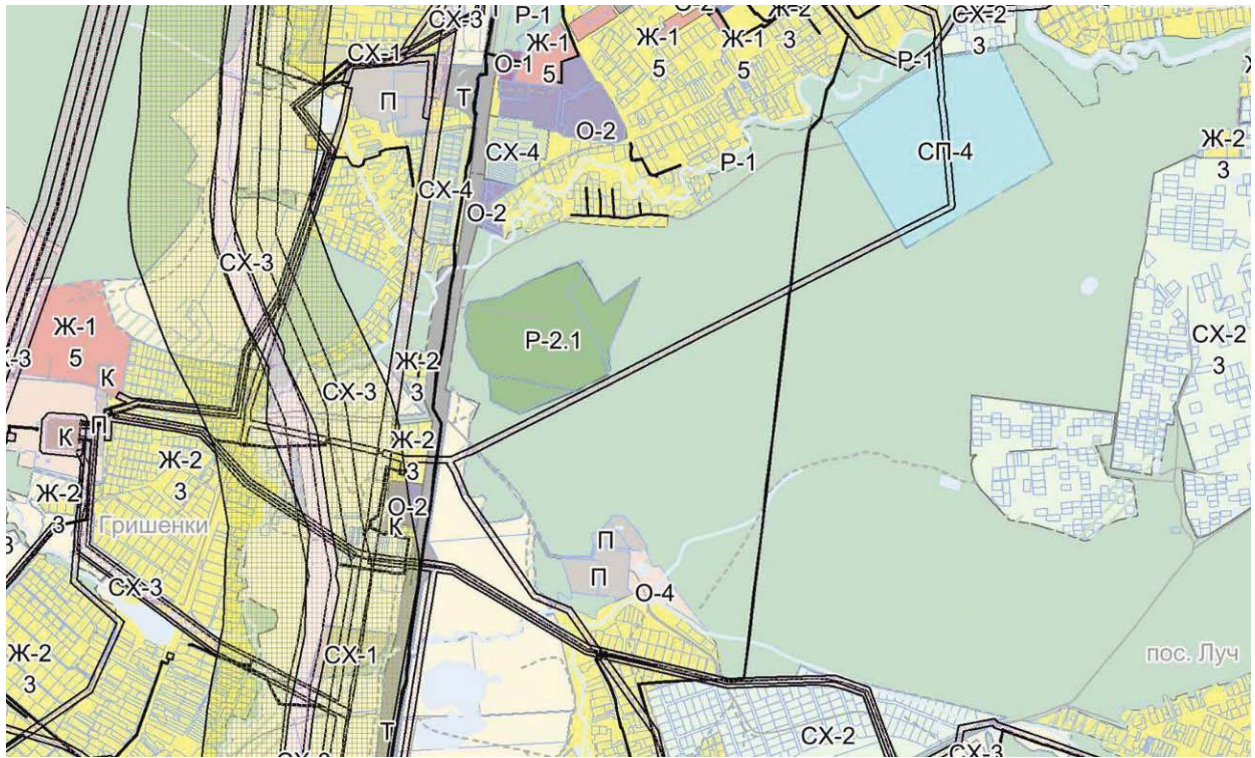 СХ-3
Р-1
О-2
Ж-2
3
СХ-2
3
СХ-1
Ж-1
5
Ж-1
5
Ж-1
5
О-1
Р-1
П
Т
О-2
СХ-4
Р-1
СП-4
Ж-2
3
СХ-4
О-2
СХ-3
Ж-1
5
Р-2.1
СХ-2
3
Ж-2
3
СХ-3
К
П
К
Ж-2
3
Ж-2
3
Ж-2
3
О-2
К
Гришенки
П
П
СХ-3
О-4
Ж-2
3
СХ-1
пос. Луч
Т
СХ-2
СХ-3